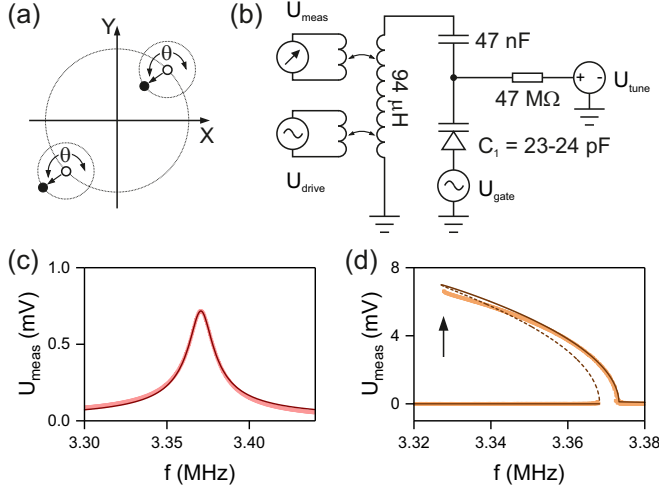 (a)
Y
θ
X
θ
(b)
U_meas
47 nF
94 μH
47 MΩ
+ -
U_tune
C_1 = 23-24 pF
U_drive
U_gate
(c)
1.0
0.5
0.0
U_meas (mV)
3.30
3.35
3.40
f (MHz)
(d)
8
4
0
U_meas (mV)
3.32
3.34
3.36
3.38
f (MHz)